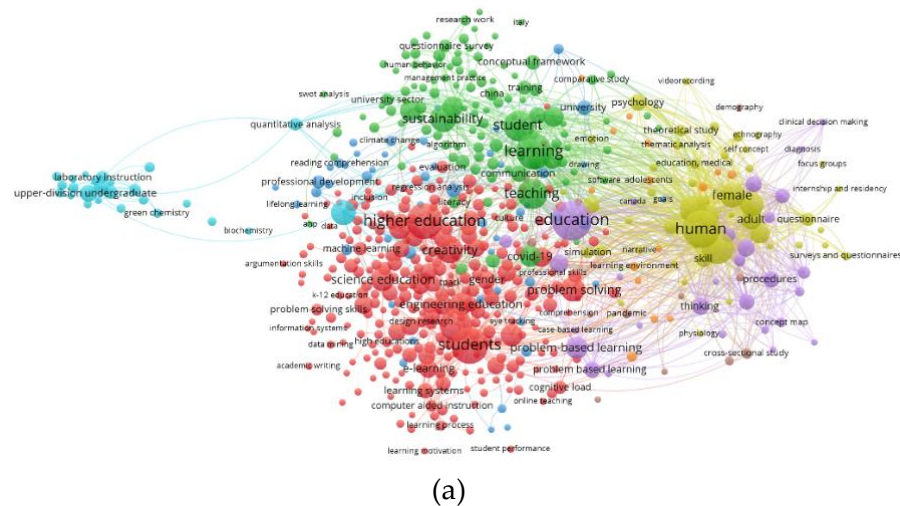 research work
italy
questionnaire survey
human behavior
conceptual framework
management practice
comparative study
videorecording
swot analysis
china
training
university sector
university
psychology
demography
sustainability
student
clinical decision making
quantitative analysis
theoretical study
emotion
ethnography
climate change
algorithm
thematic analysis
self concept
diagnosis
learning
reading comprehension
evaluation
drawing
education, medical
focus groups
communication
laboratory instruction
professional development
regression analysis
software
adolescents
upper-division undergraduate
inclusion
literacy
teaching
canada
goals
female
internship and residency
lifelong learning
green chemistry
data
higher education
culture
education
adult
questionnaire
human
biochemistry
machine learning
creativity
covid-19
simulation
narrative
skill
surveys and questionnaires
argumentation skills
learning environment
science education
tpack
gender
professional skills
procedures
k-12 education
problem solving
thinking
problem-solving skills
engineering education
comprehension
pandemic
design research
eye tracking
case-based learning
concept map
information systems
physiology
data mining
high educations
students
problem-based learning
cross-sectional study
academic writing
e-learning
problem based learning
learning systems
cognitive load
computer aided instruction
online teaching
learning process
learning motivation
student performance
(a)